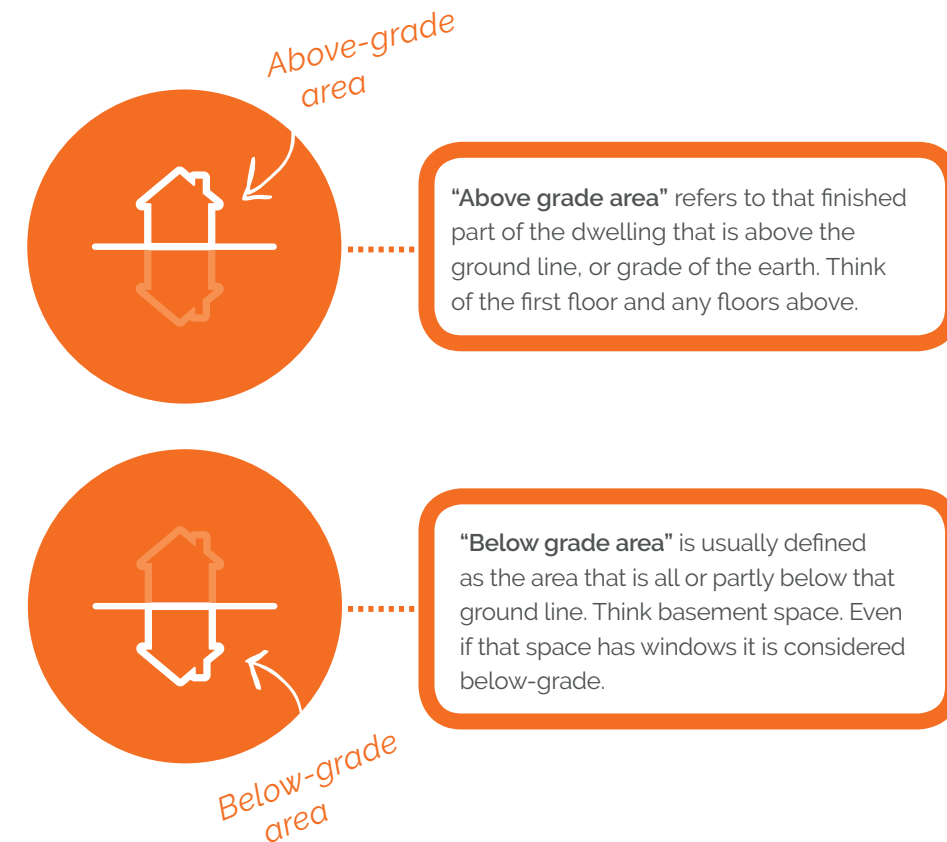 Above-grade
area
“Above grade area” refers to that finished
part of the dwelling that is above the
ground line, or grade of the earth. Think
of the first floor and any floors above.
“Below grade area” is usually defined
as the area that is all or partly below that
ground line. Think basement space. Even
if that space has windows it is considered
below-grade.
Below-grade
area